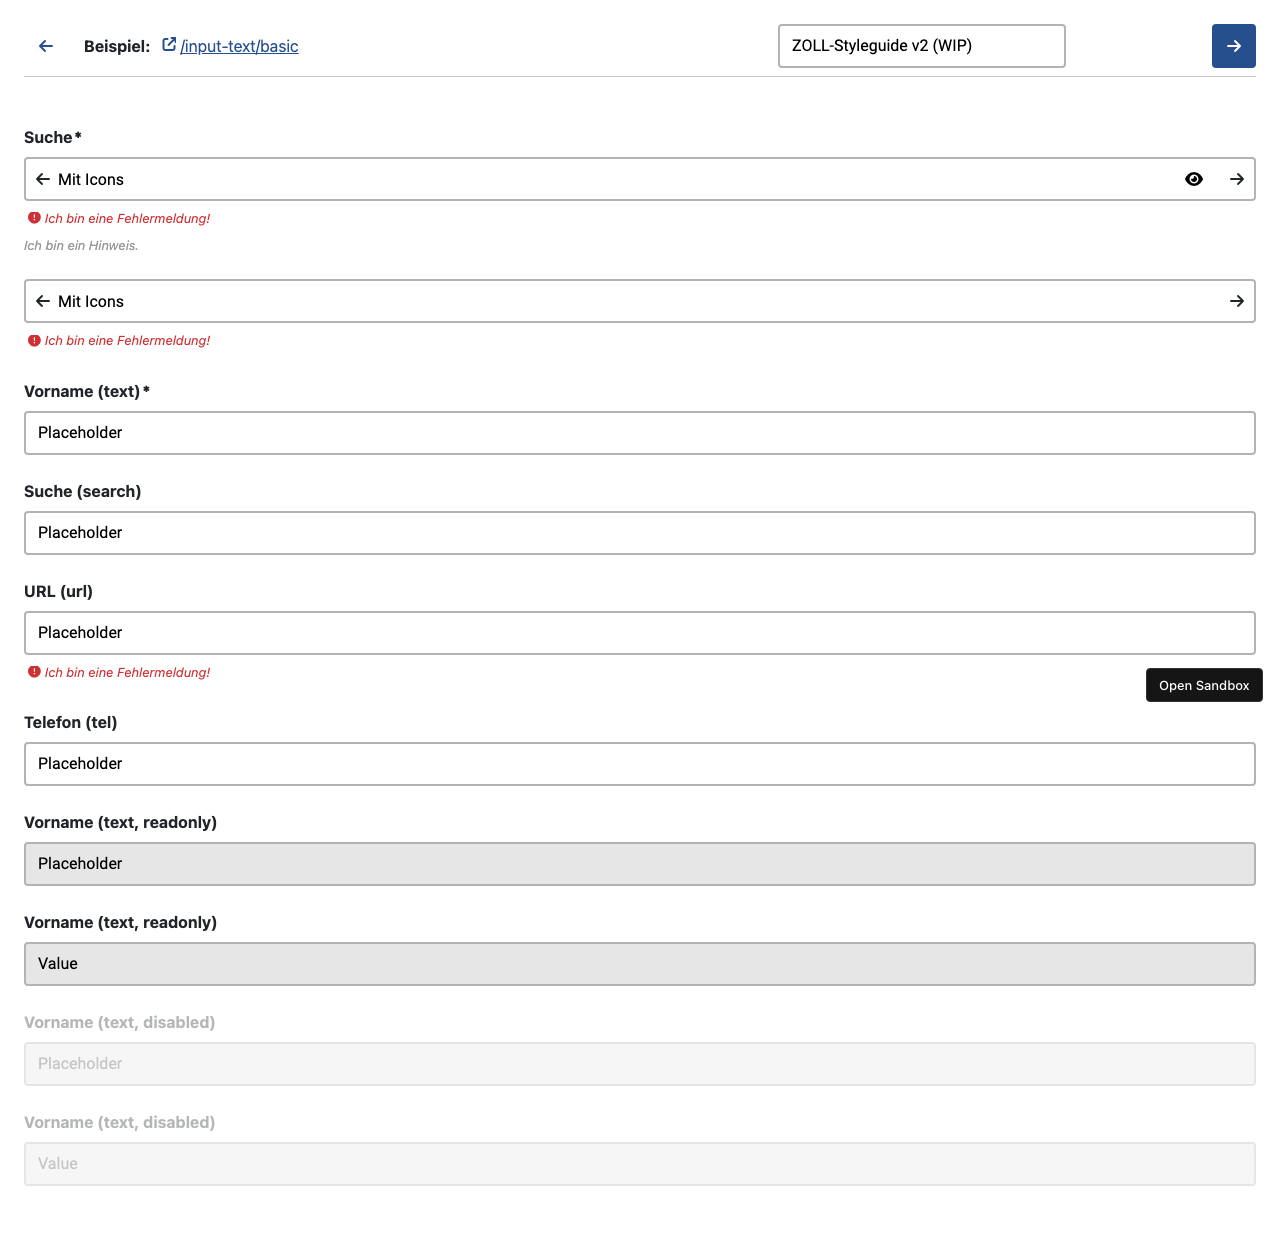 Beispiel: /input-text/basic ZOLL-Styleguide v2 (WIP)
Suche*
Mit Icons
Ich bin eine Fehlermeldung!
Ich bin ein Hinweis.
Mit Icons
Ich bin eine Fehlermeldung!
Vorname (text)*
Placeholder
Suche (search)
Placeholder
URL (url)
Placeholder
Ich bin eine Fehlermeldung!
Open Sandbox
Telefon (tel)
Placeholder
Vorname (text, readonly)
Placeholder
Vorname (text, readonly)
Value
Vorname (text, disabled)
Placeholder
Vorname (text, disabled)
Value